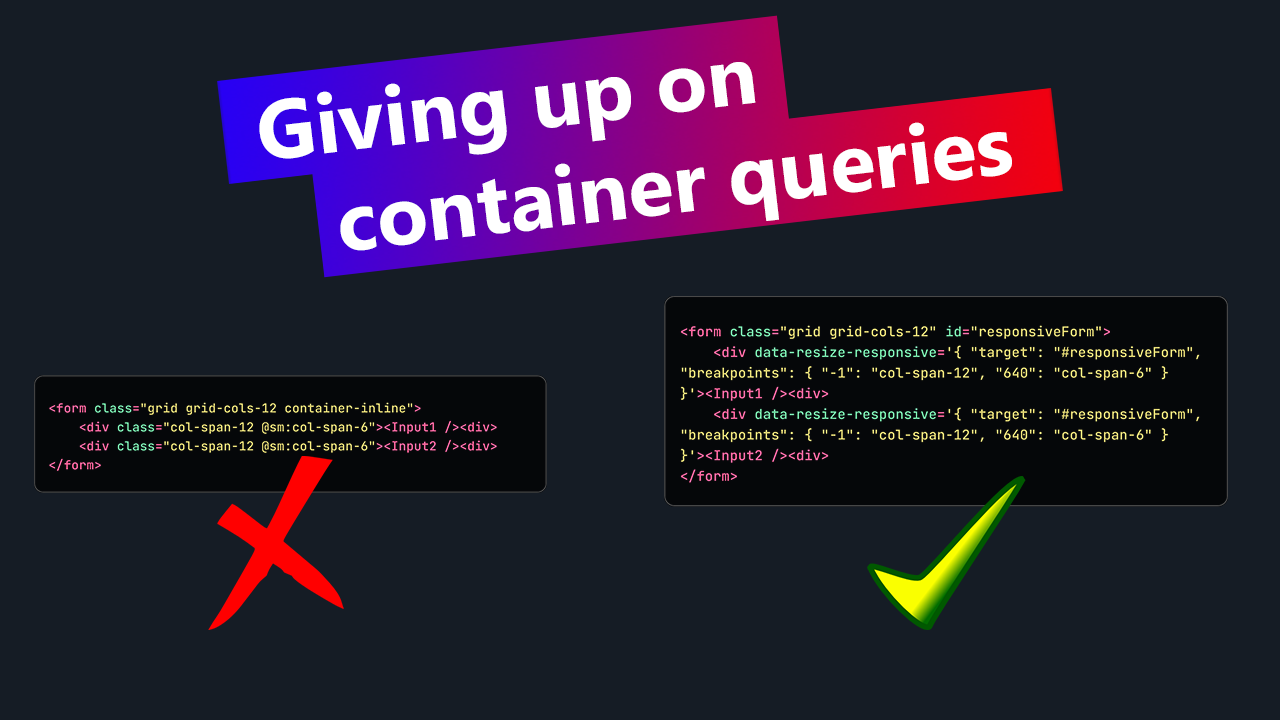 Giving up on
container queries
<form class="grid grid-cols-12 container-inline">
    <div class="col-span-12 @sm:col-span-6"><Input1 /><div>
    <div class="col-span-12 @sm:col-span-6"><Input2 /><div>
</form>
<form class="grid grid-cols-12" id="responsiveForm">
    <div data-resize-responsive='{ "target": "#responsiveForm",
"breakpoints": { "-1": "col-span-12", "640": "col-span-6" }
}'><Input1 /><div>
    <div data-resize-responsive='{ "target": "#responsiveForm",
"breakpoints": { "-1": "col-span-12", "640": "col-span-6" }
}'><Input2 /><div>
</form>